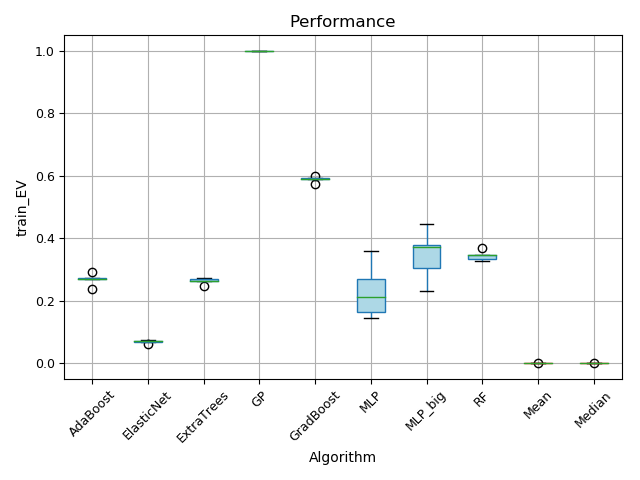 Performance
1.0
0.8
0.6
0.4
0.2
0.0
train_EV
AdaBoost
ElasticNet
ExtraTrees
GP
GradBoost
MLP
MLP_big
RF
Mean
Median
Algorithm